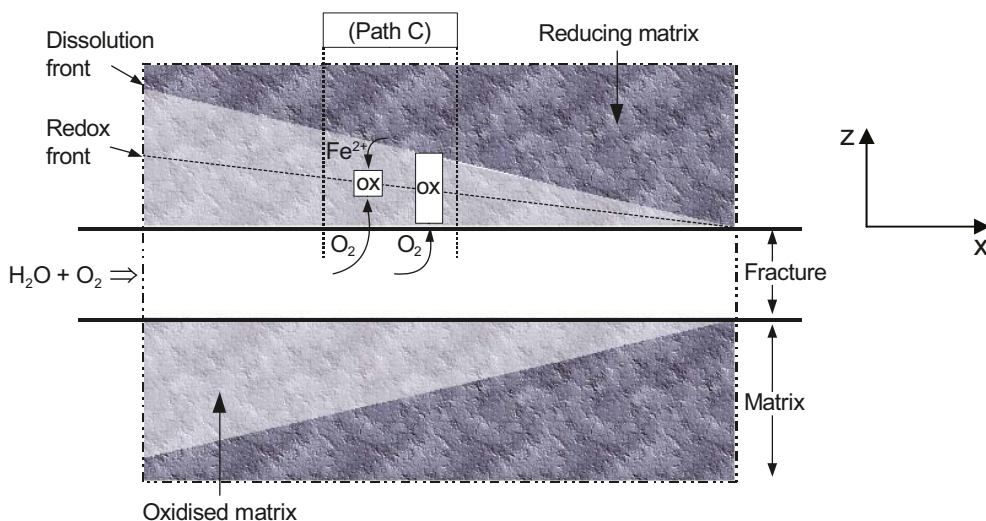 (Path C)
Dissolution
front
Reducing matrix
Redox
front
Fe²⁺
ox
ox
O₂
O₂
z
x
H₂O + O₂ ⇒
Fracture
Matrix
Oxidised matrix